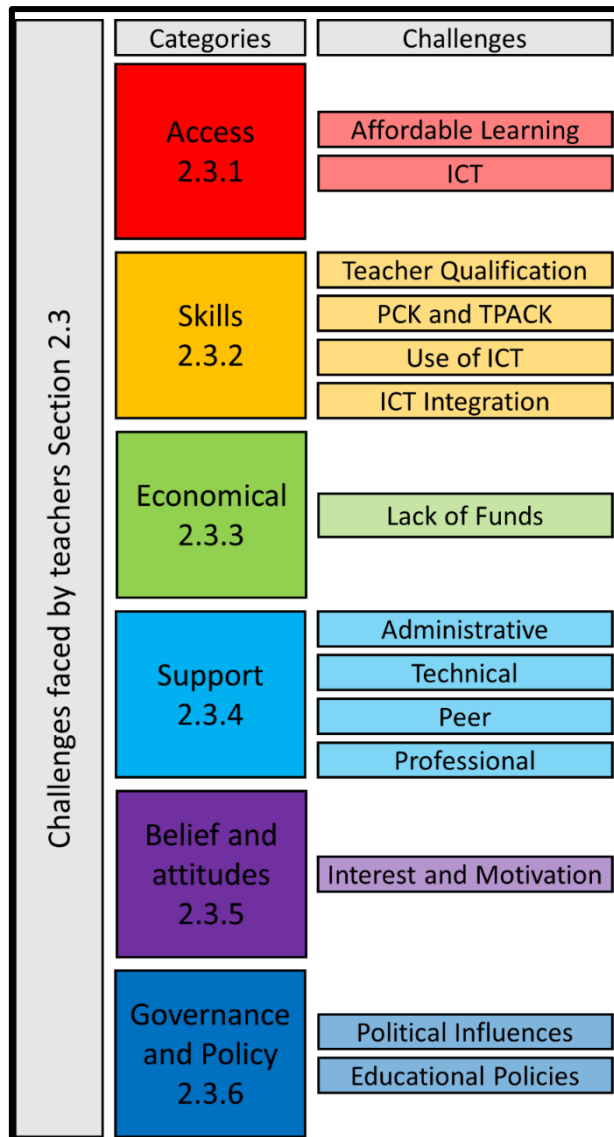 Categories
Challenges
Challenges faced by teachers Section 2.3
Access
2.3.1
Affordable Learning
ICT
Skills
2.3.2
Teacher Qualification
PCK and TPACK
Use of ICT
ICT Integration
Economical
2.3.3
Lack of Funds
Support
2.3.4
Administrative
Technical
Peer
Professional
Belief and
attitudes
2.3.5
Interest and Motivation
Governance
and Policy
2.3.6
Political Influences
Educational Policies